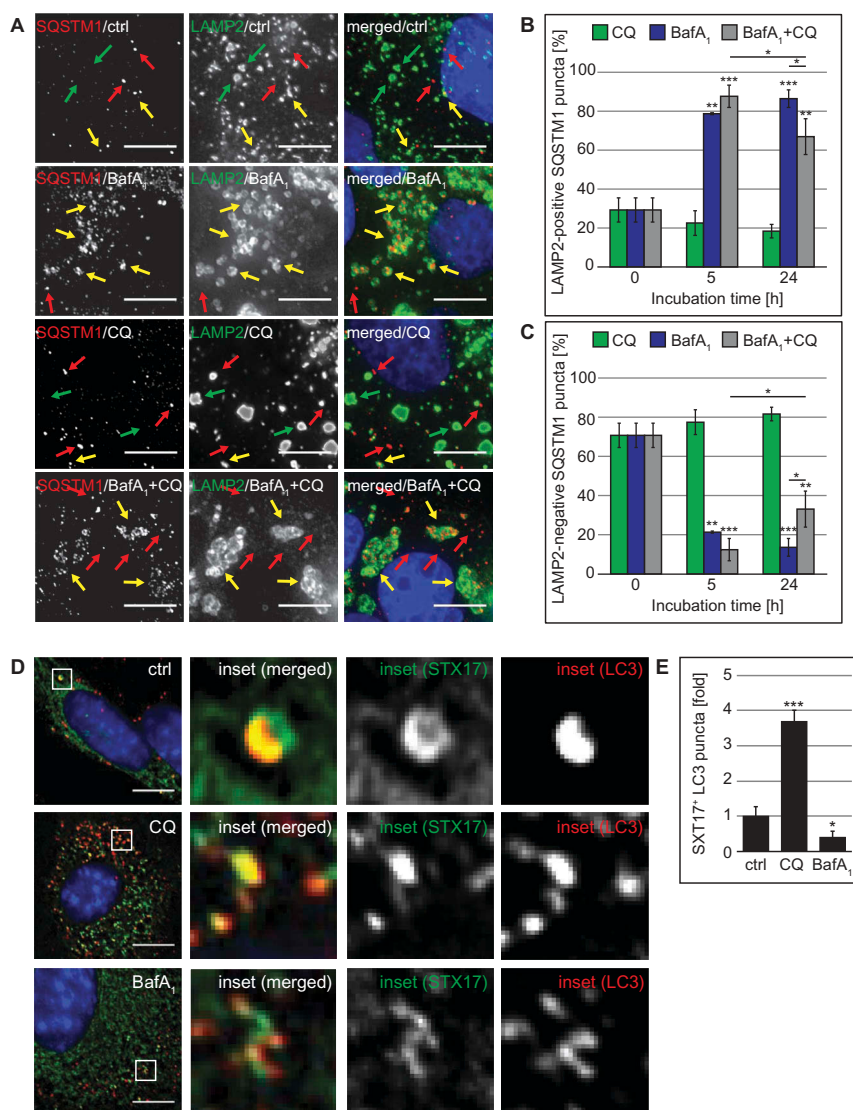 A
SQSTM1/ctrl
LAMP2/ctrl
merged/ctrl
SQSTM1/BafA₁
LAMP2/BafA₁
merged/BafA₁
SQSTM1/CQ
LAMP2/CQ
merged/CQ
SQSTM1/BafA₁+CQ
LAMP2/BafA₁+CQ
merged/BafA₁+CQ
B
CQ BafA₁ BafA₁+CQ
LAMP2-positive SQSTM1 puncta [%]
100
80
60
40
20
0
** *** *** ** * *
0 5 24
Incubation time [h]
C
CQ BafA₁ BafA₁+CQ
LAMP2-negative SQSTM1 puncta [%]
100
80
60
40
20
0
** *** *** ** * *
0 5 24
Incubation time [h]
D
ctrl
inset (merged)
inset (STX17)
inset (LC3)
CQ
inset (merged)
inset (STX17)
inset (LC3)
BafA₁
inset (merged)
inset (STX17)
inset (LC3)
E
SXT17⁺ LC3 puncta [fold]
5
4
3
2
1
0
***
*
ctrl CQ BafA₁